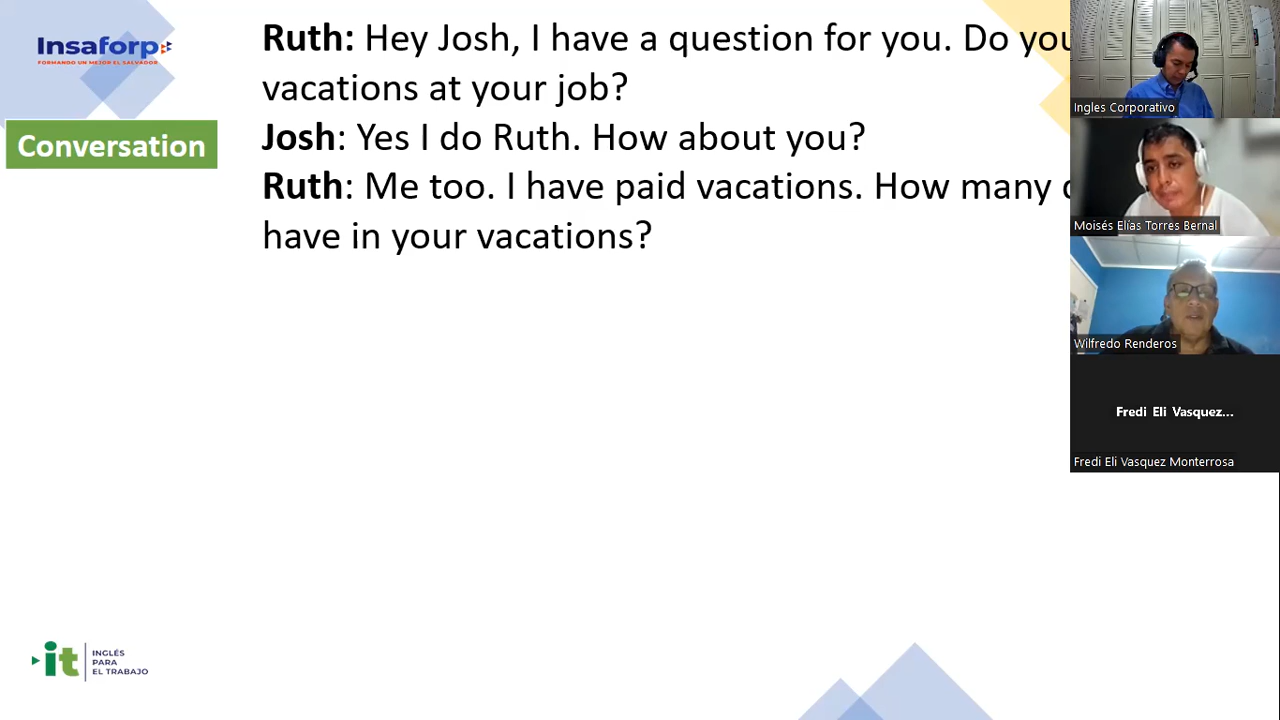 Insaforp
FORMANDO UN MEJOR EL SALVADOR
Conversation
Ruth: Hey Josh, I have a question for you. Do you
vacations at your job?
Josh: Yes I do Ruth. How about you?
Ruth: Me too. I have paid vacations. How many
have in your vacations?
Ingles Corporativo
Moisés Elías Torres Bernal
Wilfredo Renderos
Fredi Eli Vasquez...
Fredi Eli Vasquez Monterrosa
it
INGLÉS
PARA
EL TRABAJO